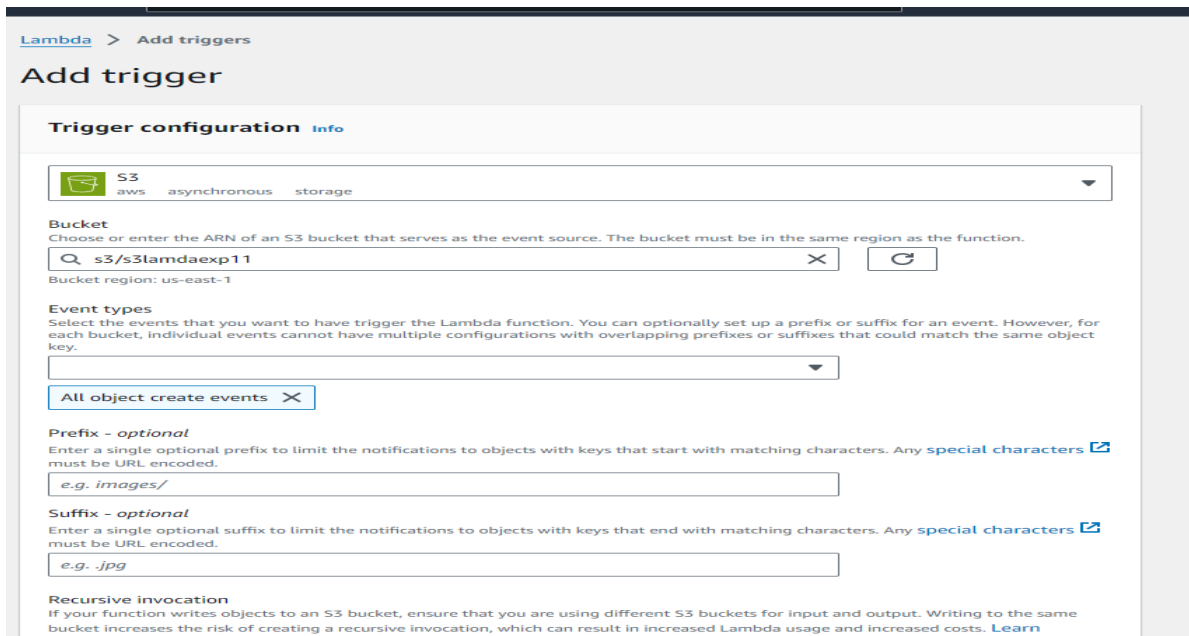 Lambda > Add triggers
Add trigger
Trigger configuration Info
S3
aws asynchronous storage
Bucket
Choose or enter the ARN of an S3 bucket that serves as the event source. The bucket must be in the same region as the function.
s3/s3lamdaexp11
Bucket region: us-east-1
Event types
Select the events that you want to have trigger the Lambda function. You can optionally set up a prefix or suffix for an event. However, for
each bucket, individual events cannot have multiple configurations with overlapping prefixes or suffixes that could match the same object
key.
All object create events
Prefix - optional
Enter a single optional prefix to limit the notifications to objects with keys that start with matching characters. Any special characters
must be URL encoded.
e.g. images/
Suffix - optional
Enter a single optional suffix to limit the notifications to objects with keys that end with matching characters. Any special characters
must be URL encoded.
e.g. .jpg
Recursive invocation
If your function writes objects to an S3 bucket, ensure that you are using different S3 buckets for input and output. Writing to the same
bucket increases the risk of creating a recursive invocation, which can result in increased Lambda usage and increased costs. Learn